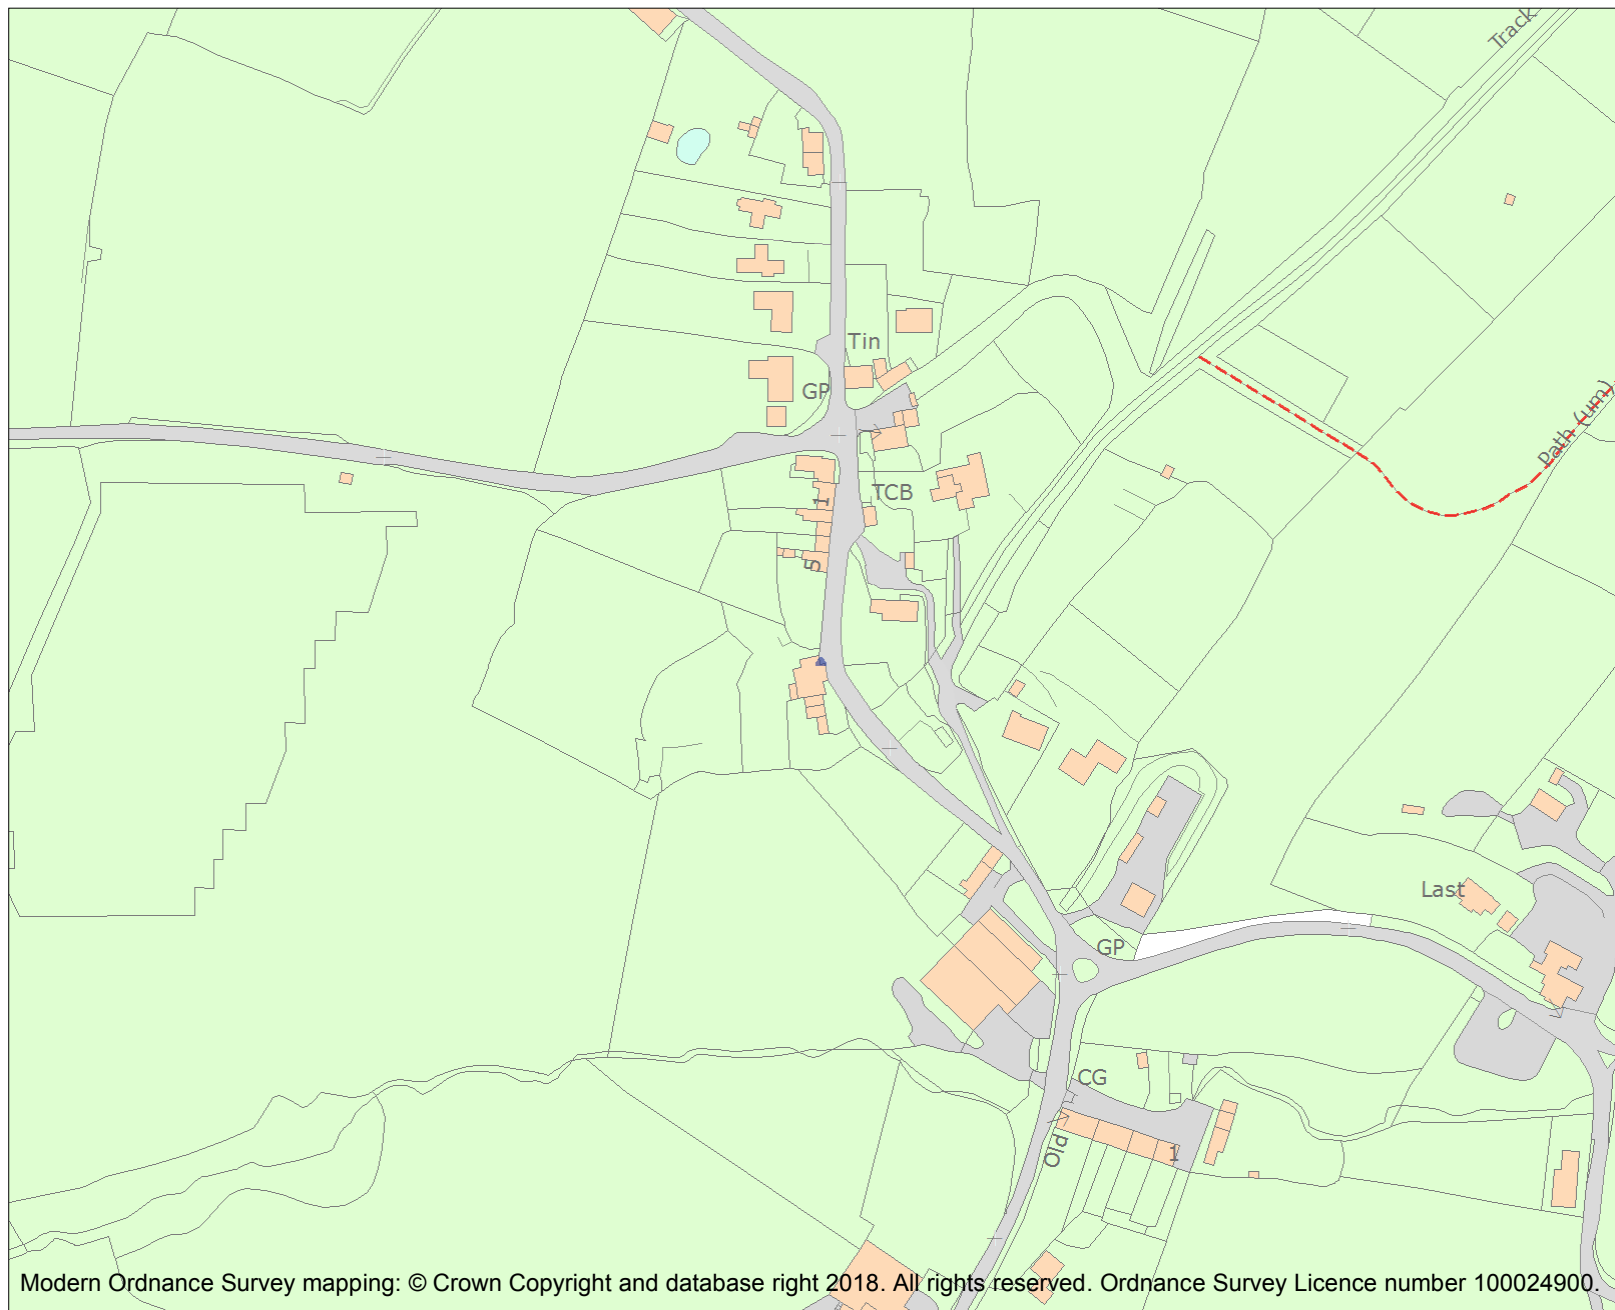 Track
Tin
GP
Path (um)
TCB
1
5
Last
GP
CG
Old
1
Modern Ordnance Survey mapping: © Crown Copyright and database right 2018. All rights reserved. Ordnance Survey Licence number 100024900.